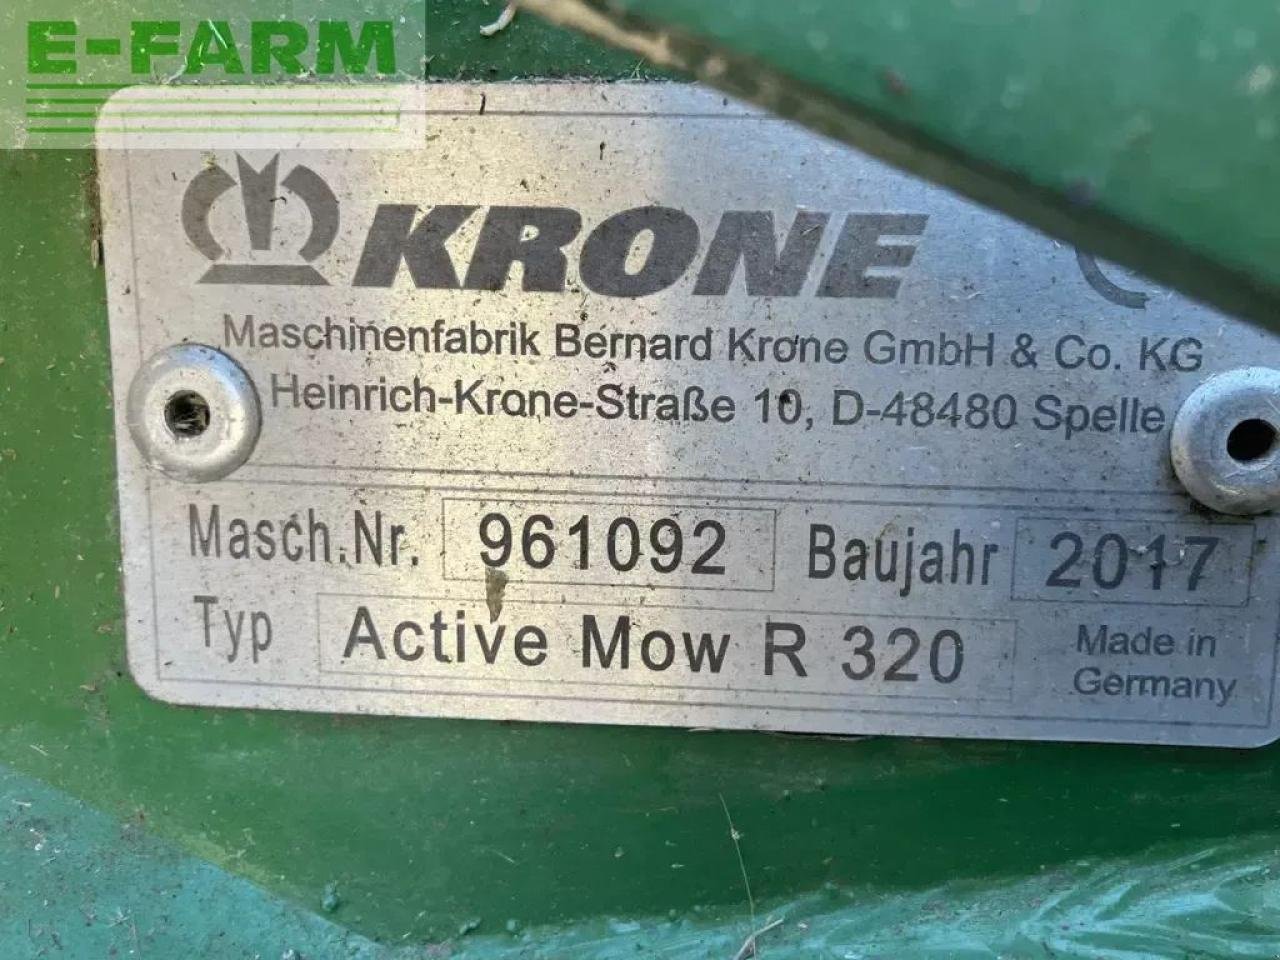 E-FARM
KRONE
Maschinenfabrik Bernard Krone GmbH & Co. KG
Heinrich-Krone-Straße 10, D-48480 Spelle
Masch.Nr. 961092 Baujahr 2017
Typ Active Mow R 320 Made in
Germany